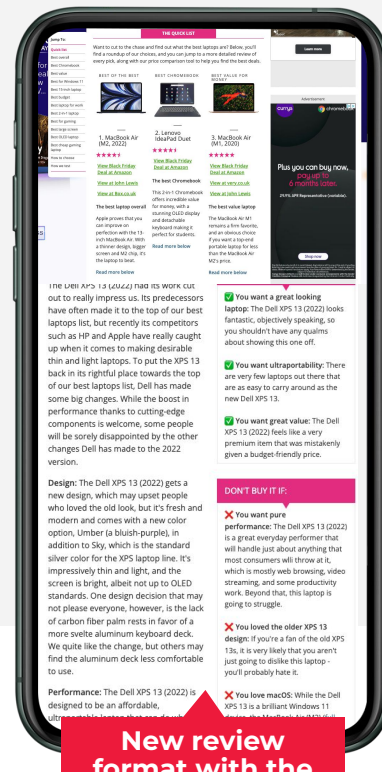 THE QUICK LIST
Jump To:
Quick list
Best overall
Best Chromebook
Best value
Best for Windows 11
Best 15-inch laptop
Best budget
Best laptop for work
Best 2-in-1 laptop
Best for gaming
Best large screen
Best OLED laptop
Best cheap gaming
laptop
How to choose
How we test
Want to cut to the chase and find out what the best laptops are? Below, you'll
find a roundup of our choices, and you can jump to a more detailed review of
every pick, along with our price comparison tool to help you find the best deals.
BEST OF THE BEST
1. MacBook Air
(M2, 2022)
View Black Friday
Deal at Amazon
View at John Lewis
View at Box.co.uk
The best laptop overall
Apple proves that you
can improve on
perfection with the 13-
inch MacBook Air. With
a thinner design, bigger
screen and M2 chip, it's
the laptop to beat.
Read more below
BEST CHROMEBOOK
2. Lenovo
IdeaPad Duet
View Black Friday
Deal at Amazon
View at John Lewis
The best Chromebook
This 2-in-1 Chromebook
offers incredible value
for money, with a
stunning OLED display
and detachable
keyboard making it
perfect for students.
Read more below
BEST VALUE FOR
MONEY
3. MacBook Air
(M1, 2020)
View Black Friday
Deal at Amazon
View at very.co.uk
View at John Lewis
The best value laptop
The MacBook Air M1
remains a firm favorite,
and an obvious choice
if you want a top-end
portable laptop for less
than the MacBook Air
M2's price,
Read more below
Learn more
Advertisement
currys
chromebook
Plus you can buy now,
pay up to
6 months later.
29.9% APR Representative (variable).
Shop now
The Dell XPS 13 (2022) had its work cut
out to really impress us. Its predecessors
have often made it to the top of our best
laptops list, but recently its competitors
such as HP and Apple have really caught
up when it comes to making desirable
thin and light laptops. To put the XPS 13
back in its rightful place towards the top
of our best laptops list, Dell has made
some big changes. While the boost in
performance thanks to cutting-edge
components is welcome, some people
will be sorely disappointed by the other
changes Dell has made to the 2022
version.
Design: The Dell XPS 13 (2022) gets a
new design, which may upset people
who loved the old look, but it's fresh and
modern and comes with a new color
option, Umber (a bluish-purple), in
addition to Sky, which is the standard
silver color for the XPS laptop line. It's
impressively thin and light, and the
screen is bright, albeit not up to OLED
standards. One design decision that may
not please everyone, however, is the lack
of carbon fiber palm rests in favor of a
more svelte aluminum keyboard deck.
We quite like the change, but others may
find the aluminum deck less comfortable
to use.
Performance: The Dell XPS 13 (2022) is
designed to be an affordable,
✅ You want a great looking
laptop: The Dell XPS 13 (2022) looks
fantastic, objectively speaking, so
you shouldn't have any qualms
about showing this one off.
✅ You want ultraportability: There
are very few laptops out there that
are as easy to carry around as the
new Dell XPS 13.
✅ You want great value: The Dell
XPS 13 (2022) feels like a very
premium item that was mistakenly
given a budget-friendly price.
DON'T BUY IT IF:
❌ You want pure
performance: The Dell XPS 13 (2022)
is a great everyday performer that
will handle just about anything that
most consumers wlll throw at it,
which is mostly web browsing, video
streaming, and some productivity
work. Beyond that, this laptop is
going to struggle.
❌ You loved the older XPS 13
design: If you're a fan of the old XPS
13s, it is very likely that you aren't
just going to dislike this laptop -
you'll probably hate it.
❌ You love macOS: While the Dell
XPS 13 is a brilliant Windows 11
New review
format with the